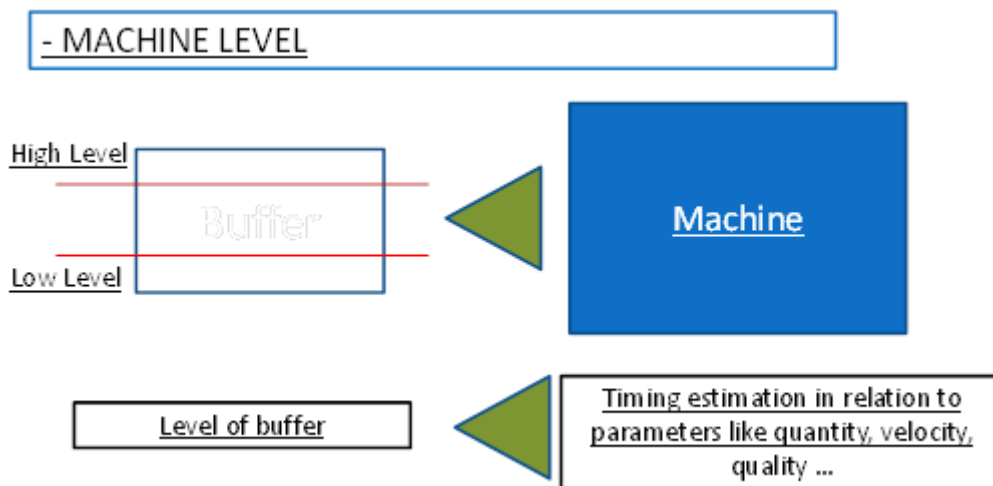 - MACHINE LEVEL
High Level
Buffer
Machine
Low Level
Level of buffer
Timing estimation in relation to
parameters like quantity, velocity,
quality ...